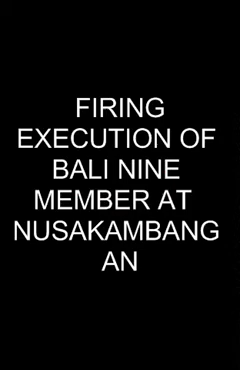 FIRING
EXECUTION OF
BALI NINE
MEMBER AT
NUSAKAMBANG
AN